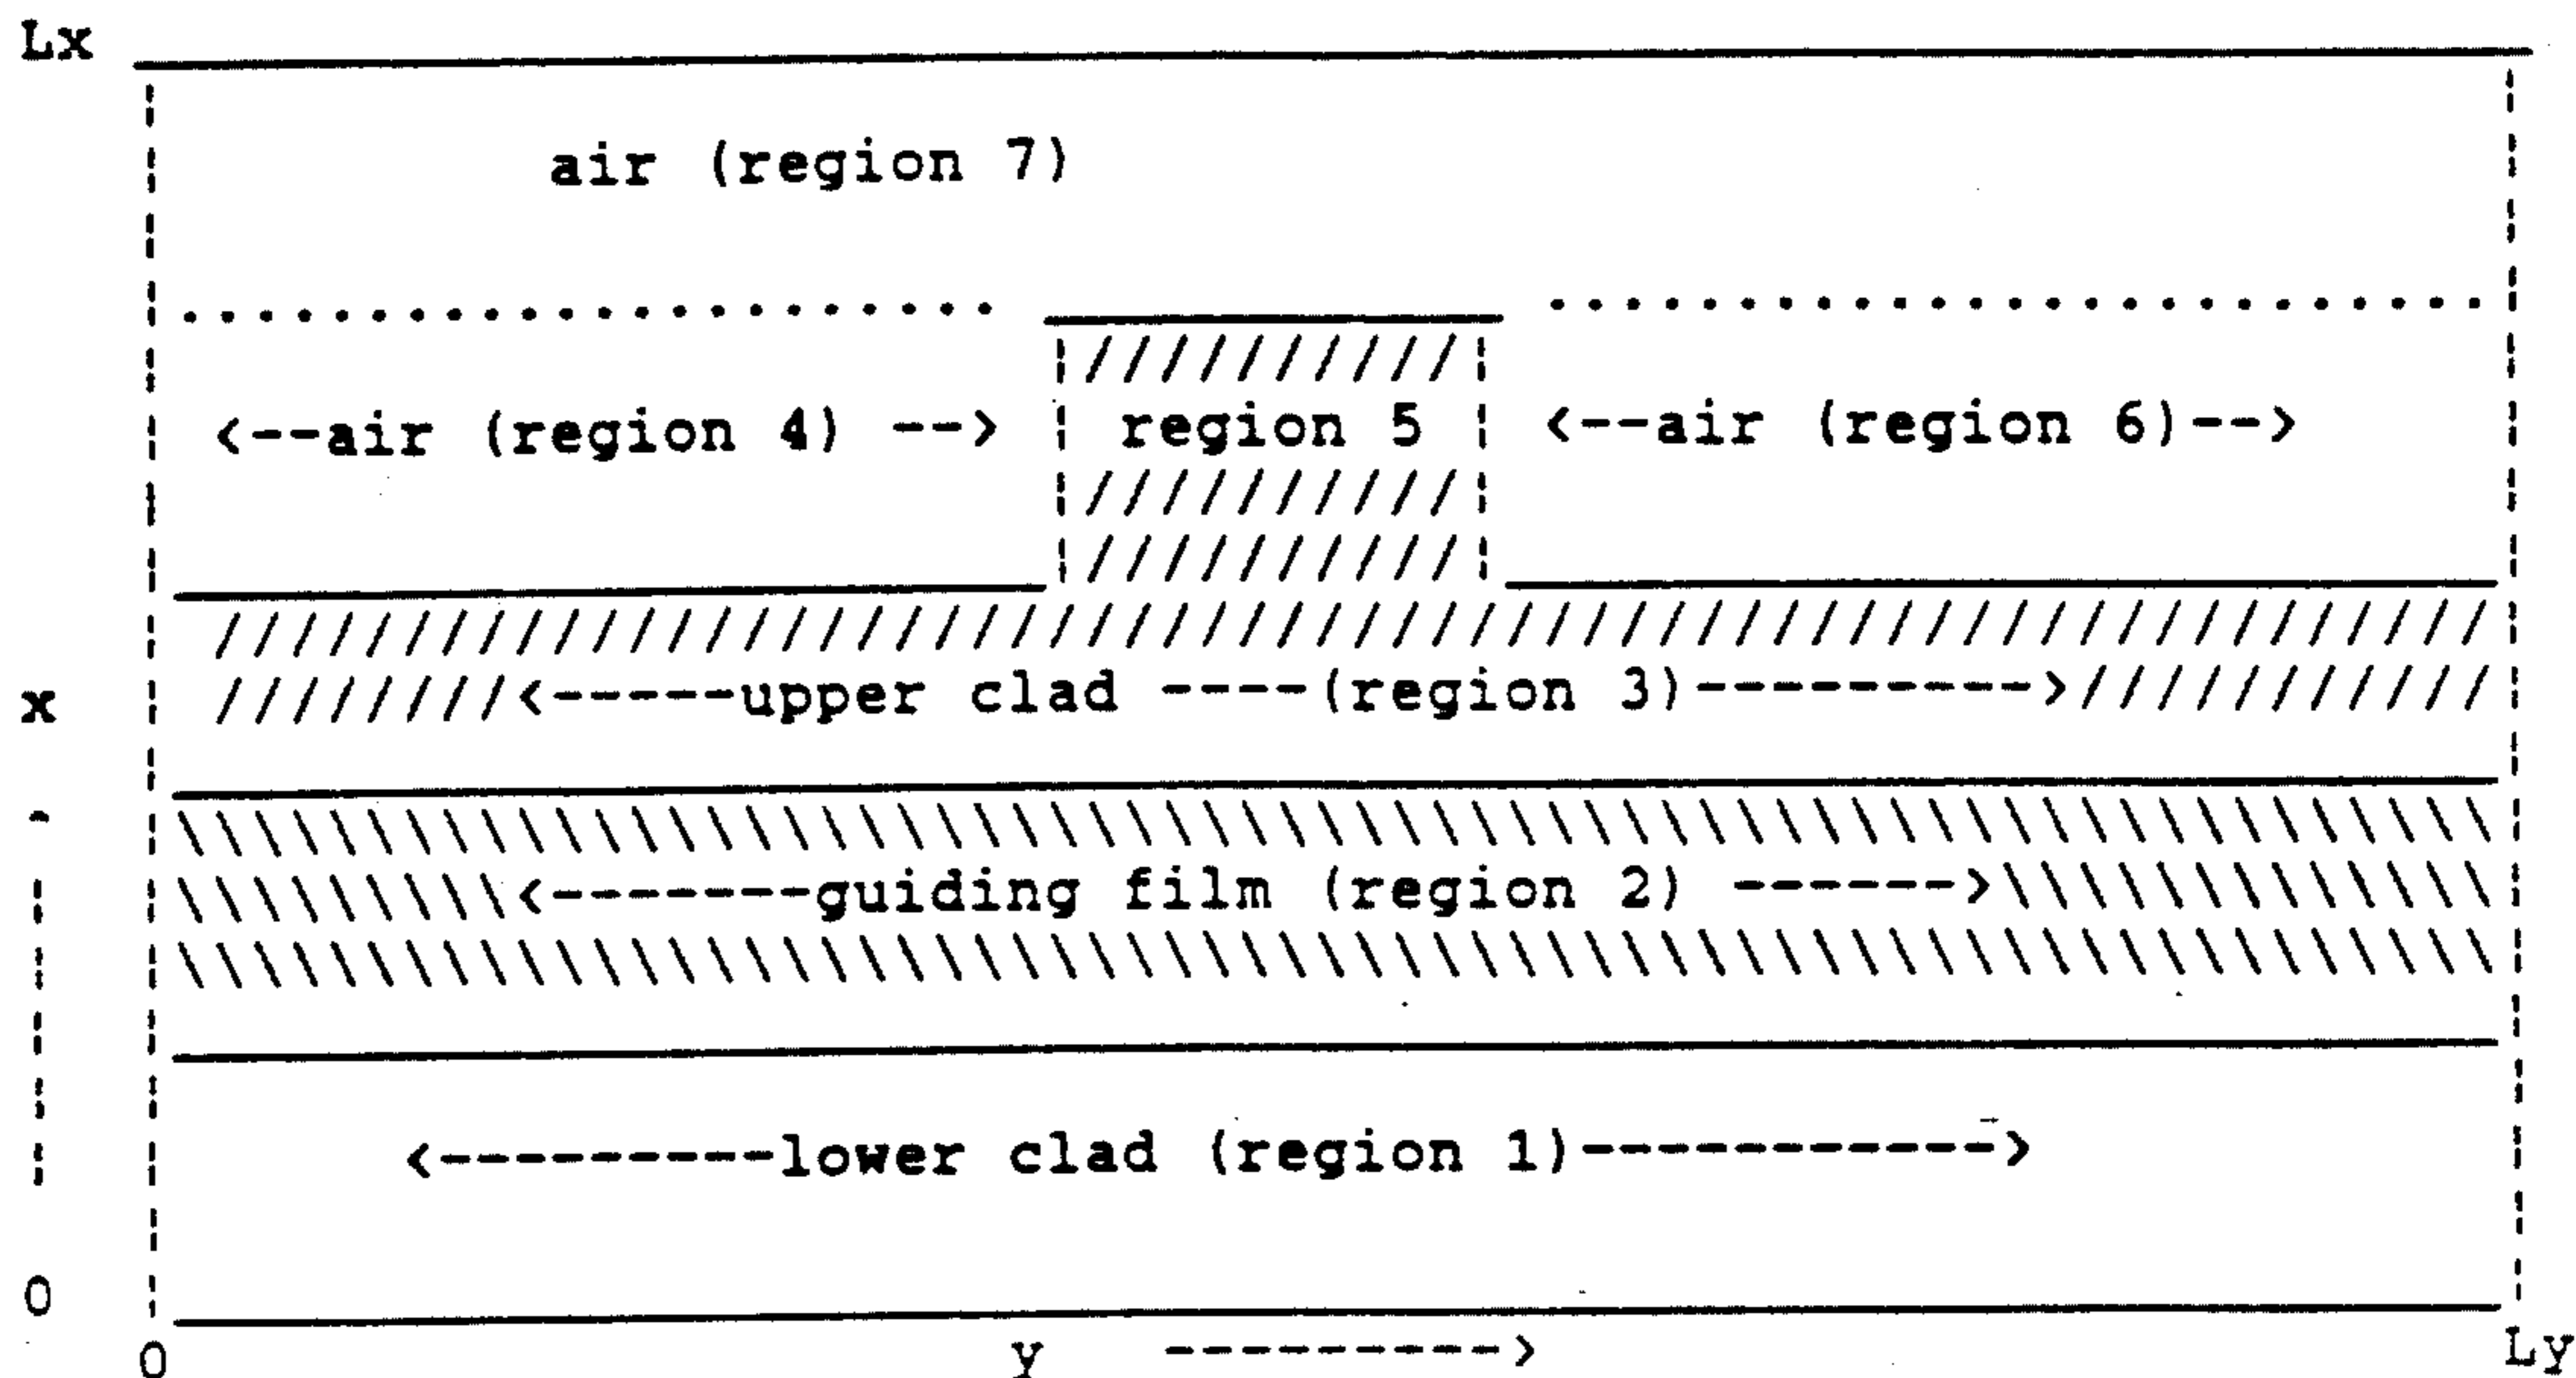 Lx
air (region 7)
<--air (region 4) --> region 5 <--air (region 6)-->
x <-----upper clad ----(region 3)---------->
<-------guiding film (region 2) ------>
<----------lower clad (region 1)------------>
0
0 y ----------> Ly